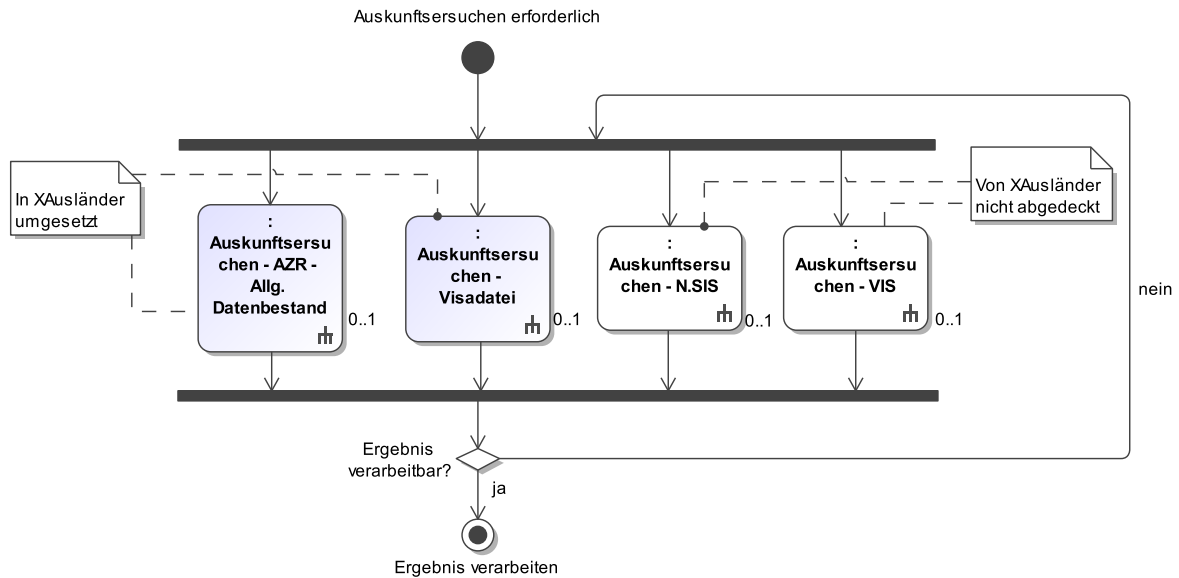 Auskunftsersuchen erforderlich
In XAusländer
umgesetzt
Von XAusländer
nicht abgedeckt
:
Auskunftsersu
chen - AZR -
Allg.
Datenbestand
0..1
:
Auskunftsersu
chen -
Visadatei
0..1
:
Auskunftsersu
chen - N.SIS
0..1
:
Auskunftsersu
chen - VIS
0..1
nein
Ergebnis
verarbeitbar?
ja
Ergebnis verarbeiten